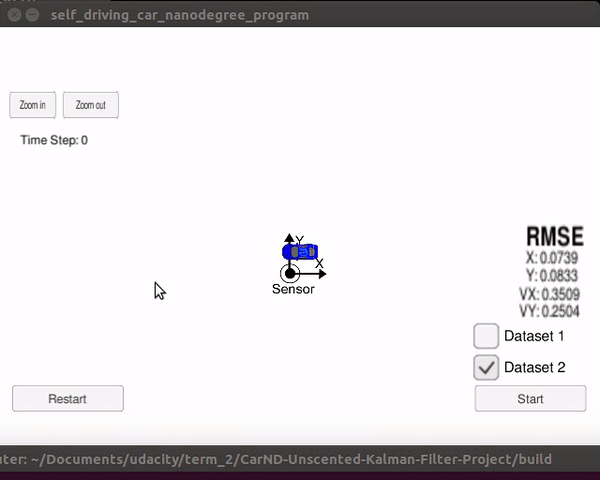 self_driving_car_nanodegree_program
Zoom in
Zoom out
Time Step: 0
Y
X
Sensor
RMSE
X: 0.0739
Y: 0.0833
VX: 0.3509
VY: 0.2504
Dataset 1
Dataset 2
Restart
Start
uter: ~/Documents/udacity/term_2/CarND-Unscented-Kalman-Filter-Project/build